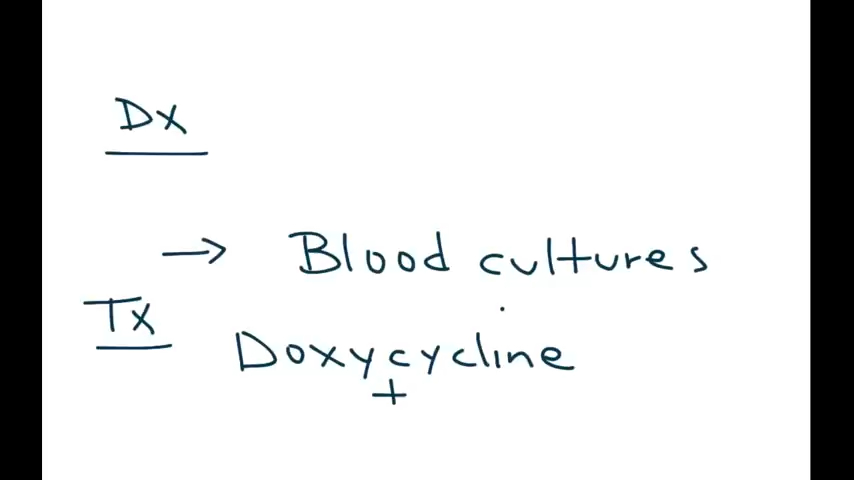 Dx
→ Blood cultures
Tx
Doxycycline
+